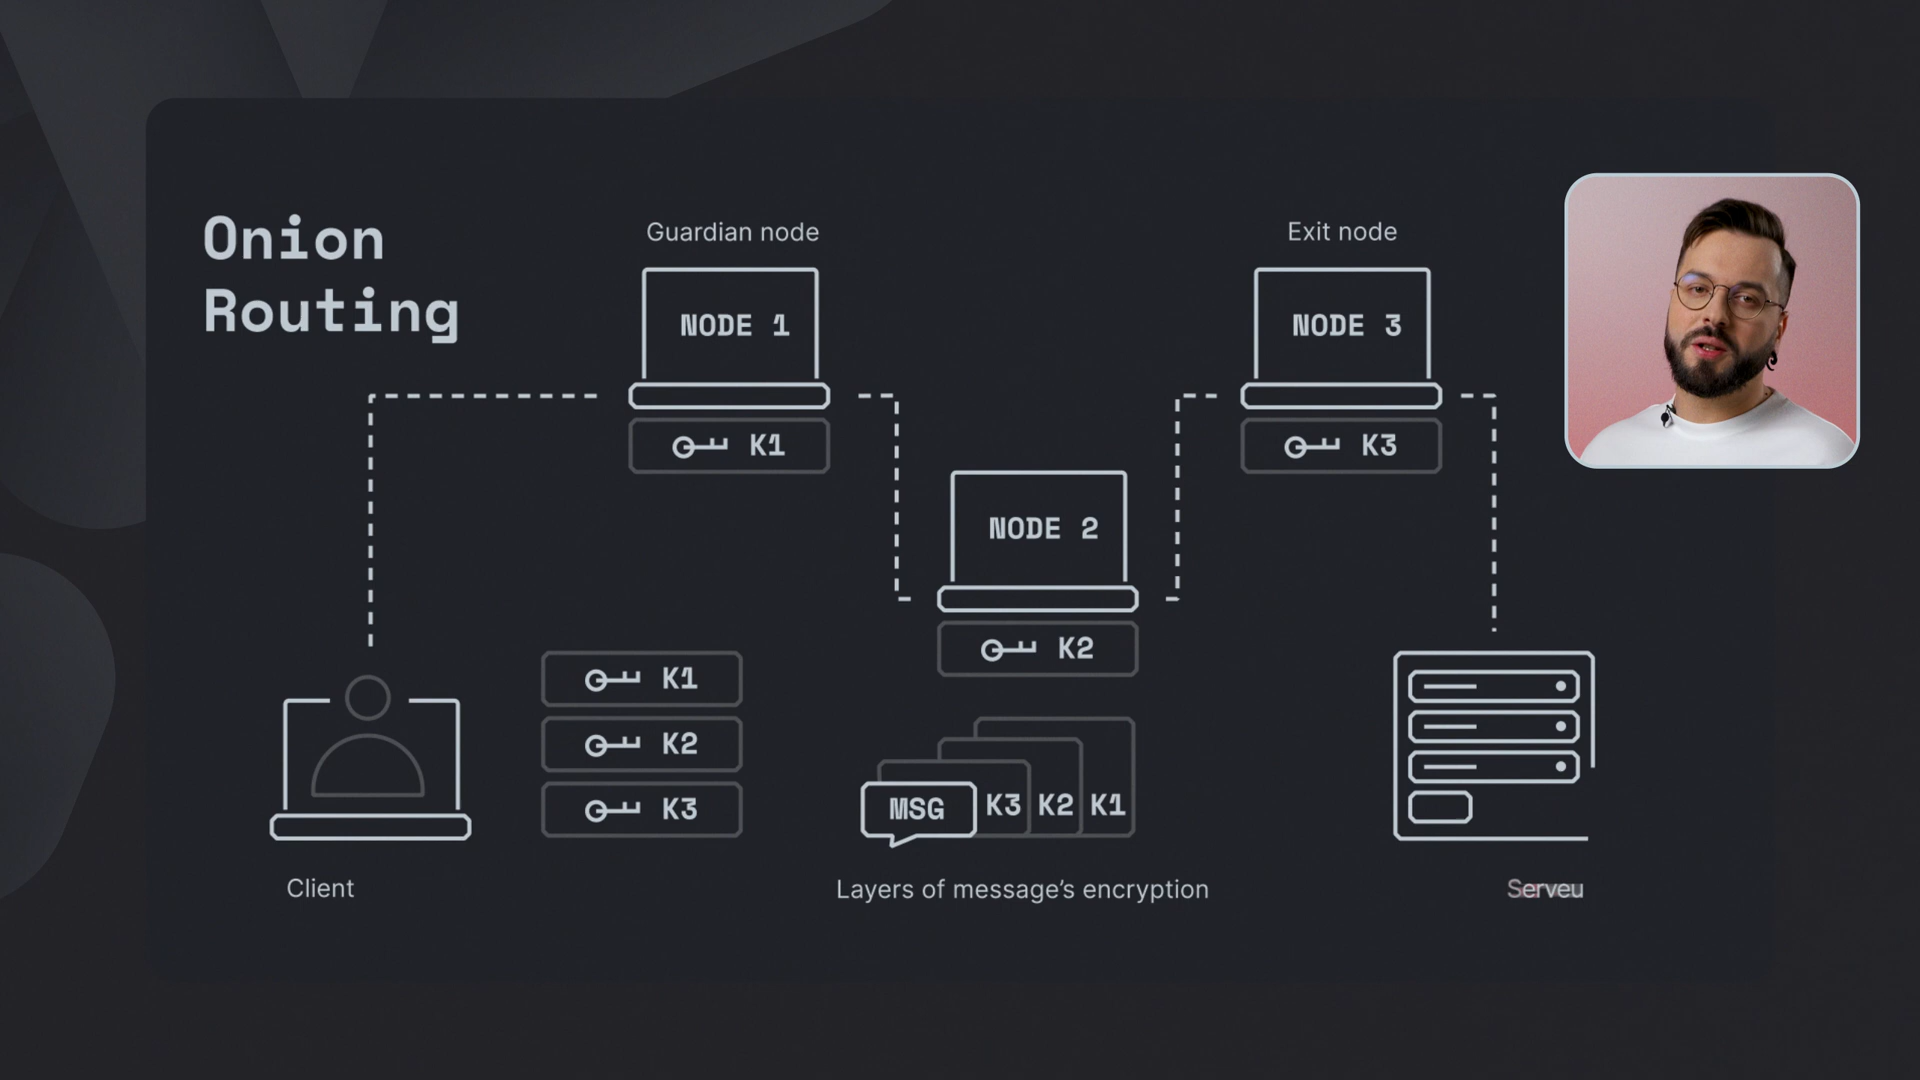 Onion
Routing
Guardian node
NODE 1
K1
Exit node
NODE 3
K3
NODE 2
K2
K1
K2
K3
MSG K3 K2 K1
Client
Layers of message’s encryption
Serveu